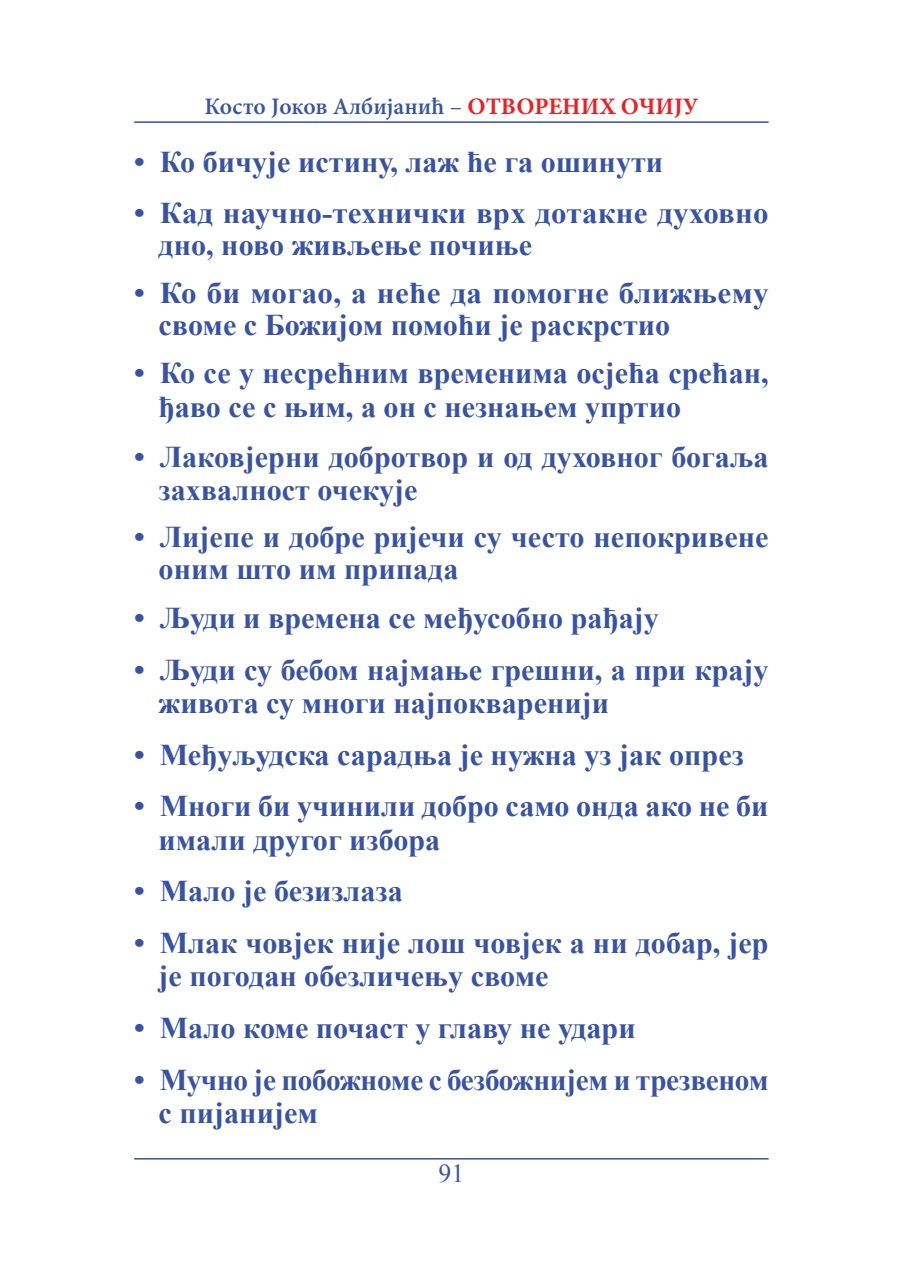 Косто Јоков Албијанић – ОТВОРЕНИХ ОЧИЈУ
• Ко бичује истину, лаж ће га ошинути
• Кад научно-технички врх дотакне духовно
дно, ново живљење почиње
• Ко би могао, а неће да помогне ближњему
своме с Божијом помоћи је раскрстио
• Ко се у несрећним временима осјећа срећан,
ђаво се с њим, а он с незнањем упртио
• Лаковјерни добротвор и од духовног богаља
захвалност очекује
• Лијепе и добре ријечи су често непокривене
оним што им припада
• Људи и времена се међусобно рађају
• Људи су бебом најмање грешни, а при крају
живота су многи најпокваренији
• Међуљудска сарадња је нужна уз јак опрез
• Многи би учинили добро само онда ако не би
имали другог избора
• Мало је безизлаза
• Млак човјек није лош човјек а ни добар, јер
је погодан обезличењу своме
• Мало коме почаст у главу не удари
• Мучно је побожноме с безбожнијем и трезвеном
с пијанијем
91